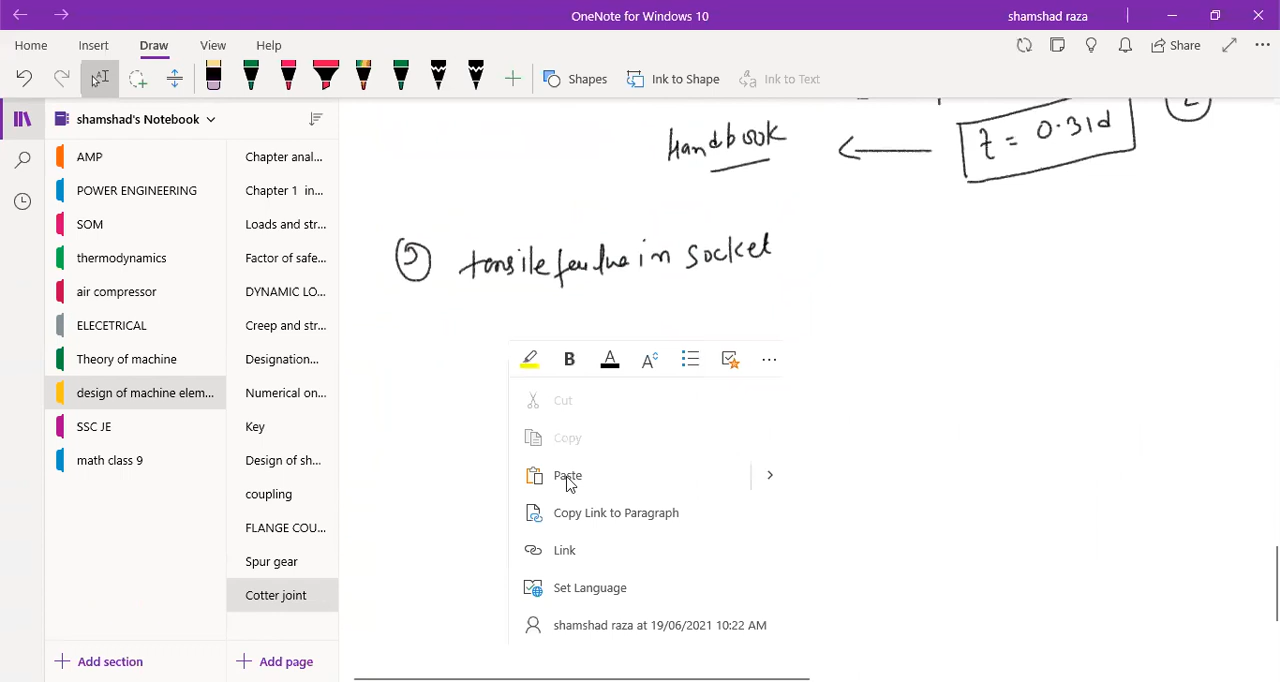 OneNote for Windows 10
shamshad raza
Home
Insert
Draw
View
Help
Share
Shapes
Ink to Shape
Ink to Text
shamshad's Notebook
AMP
POWER ENGINEERING
SOM
thermodynamics
air compressor
ELECETRICAL
Theory of machine
design of machine elem...
SSC JE
math class 9
Add section
Chapter anal...
Chapter 1 in...
Loads and str...
Factor of safe...
DYNAMIC LO...
Creep and str...
Designation...
Numerical on...
Key
Design of sh...
coupling
FLANGE COU...
Spur gear
Cotter joint
Add page
Handbook
t = 0.31d
2
tensile failure in socket
Cut
Copy
Paste
Copy Link to Paragraph
Link
Set Language
shamshad raza at 19/06/2021 10:22 AM